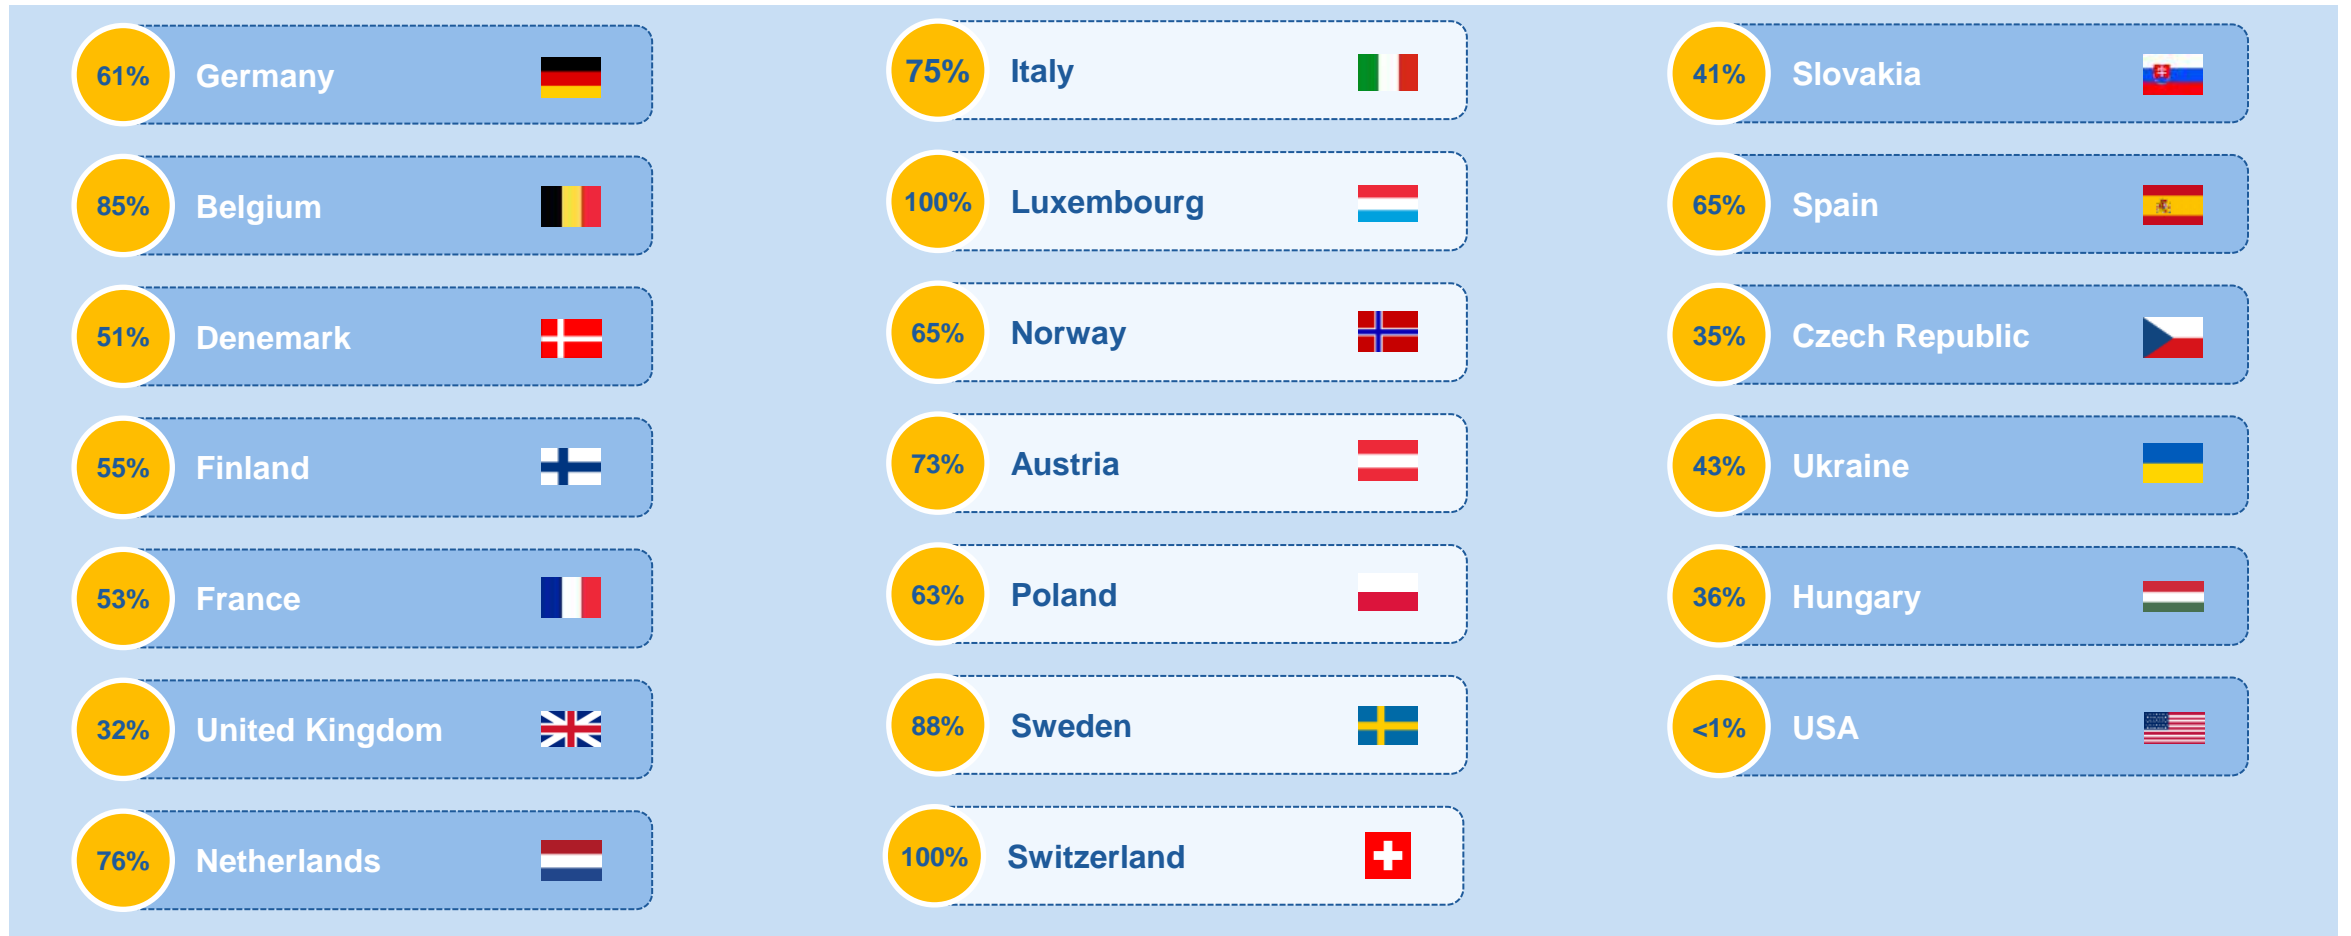 61% Germany
85% Belgium
51% Denemark
55% Finland
53% France
32% United Kingdom
76% Netherlands
75% Italy
100% Luxembourg
65% Norway
73% Austria
63% Poland
88% Sweden
100% Switzerland
41% Slovakia
65% Spain
35% Czech Republic
43% Ukraine
36% Hungary
<1% USA